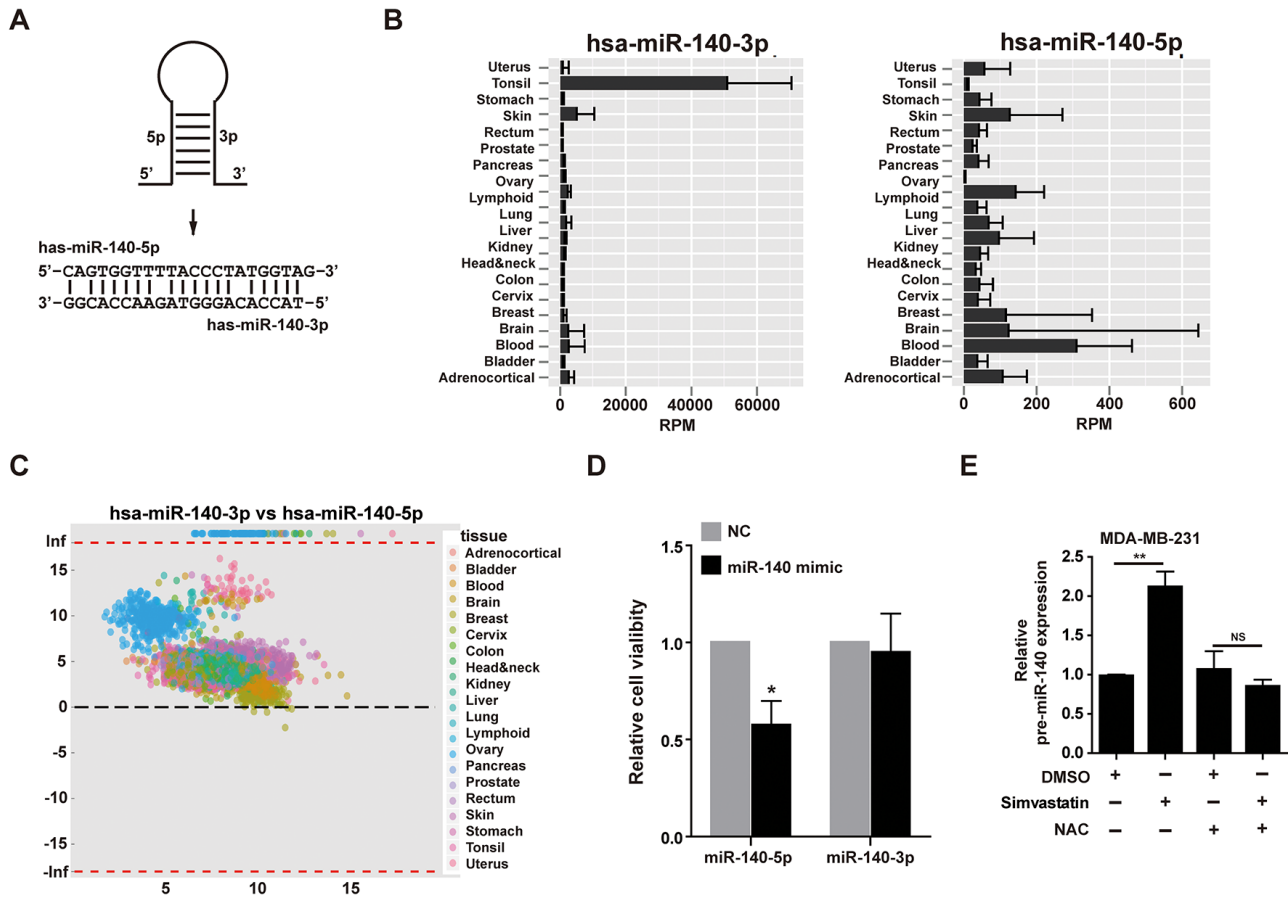 A
5p 3p
5’ 3’
has-miR-140-5p
5’–CAGTGGTTTTACCCTATGGTAG–3’
3’–GGCACCAAGATGGGACACCAT–5’
has-miR-140-3p
B
hsa-miR-140-3p
Uterus
Tonsil
Stomach
Skin
Rectum
Prostate
Pancreas
Ovary
Lymphoid
Lung
Liver
Kidney
Head&neck
Colon
Cervix
Breast
Brain
Blood
Bladder
Adrenocortical
0 20000 40000 60000
RPM
hsa-miR-140-5p
Uterus
Tonsil
Stomach
Skin
Rectum
Prostate
Pancreas
Ovary
Lymphoid
Lung
Liver
Kidney
Head&neck
Colon
Cervix
Breast
Brain
Blood
Bladder
Adrenocortical
0 200 400 600
RPM
C
hsa-miR-140-3p vs hsa-miR-140-5p
Inf
15
10
5
0
-5
-10
-15
-Inf
5 10 15
tissue
Adrenocortical
Bladder
Blood
Brain
Breast
Cervix
Colon
Head&neck
Kidney
Liver
Lung
Lymphoid
Ovary
Pancreas
Prostate
Rectum
Skin
Stomach
Tonsil
Uterus
D
NC
miR-140 mimic
Relative cell vialibity
1.5
1.0
0.5
0.0
*
miR-140-5p miR-140-3p
E
MDA-MB-231
Relative
pre-miR-140 expression
2.5
2.0
1.5
1.0
0.5
0.0
**
NS
DMSO + – + –
Simvastatin – + – +
NAC – – + +